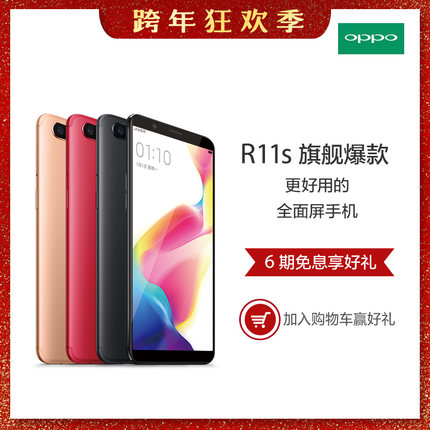 跨年狂欢季
OPPO
01:10
R11s 旗舰爆款
更好用的
全面屏手机
6期免息享好礼
加入购物车赢好礼